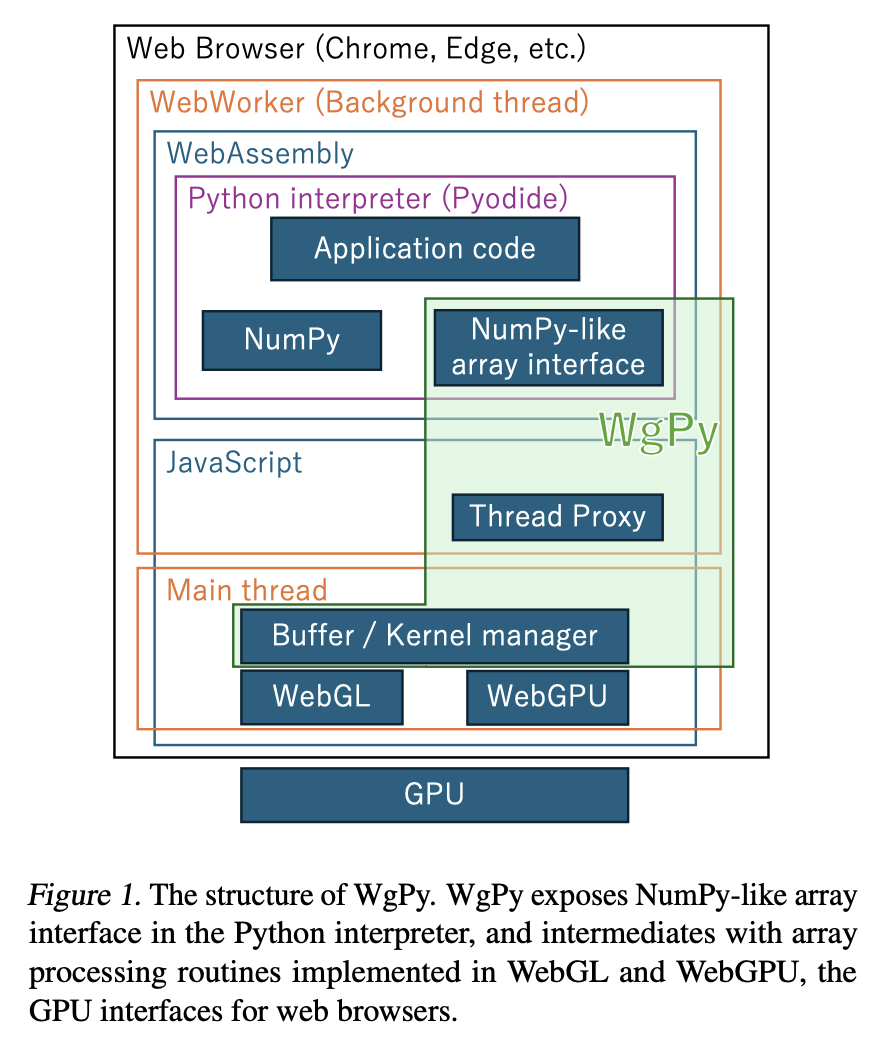 Web Browser (Chrome, Edge, etc.)
WebWorker (Background thread)
WebAssembly
Python interpreter (Pyodide)
Application code
NumPy
NumPy-like
array interface
WgPy
JavaScript
Thread Proxy
Main thread
Buffer / Kernel manager
WebGL
WebGPU
GPU
Figure 1. The structure of WgPy. WgPy exposes NumPy-like array
interface in the Python interpreter, and intermediates with array
processing routines implemented in WebGL and WebGPU, the
GPU interfaces for web browsers.